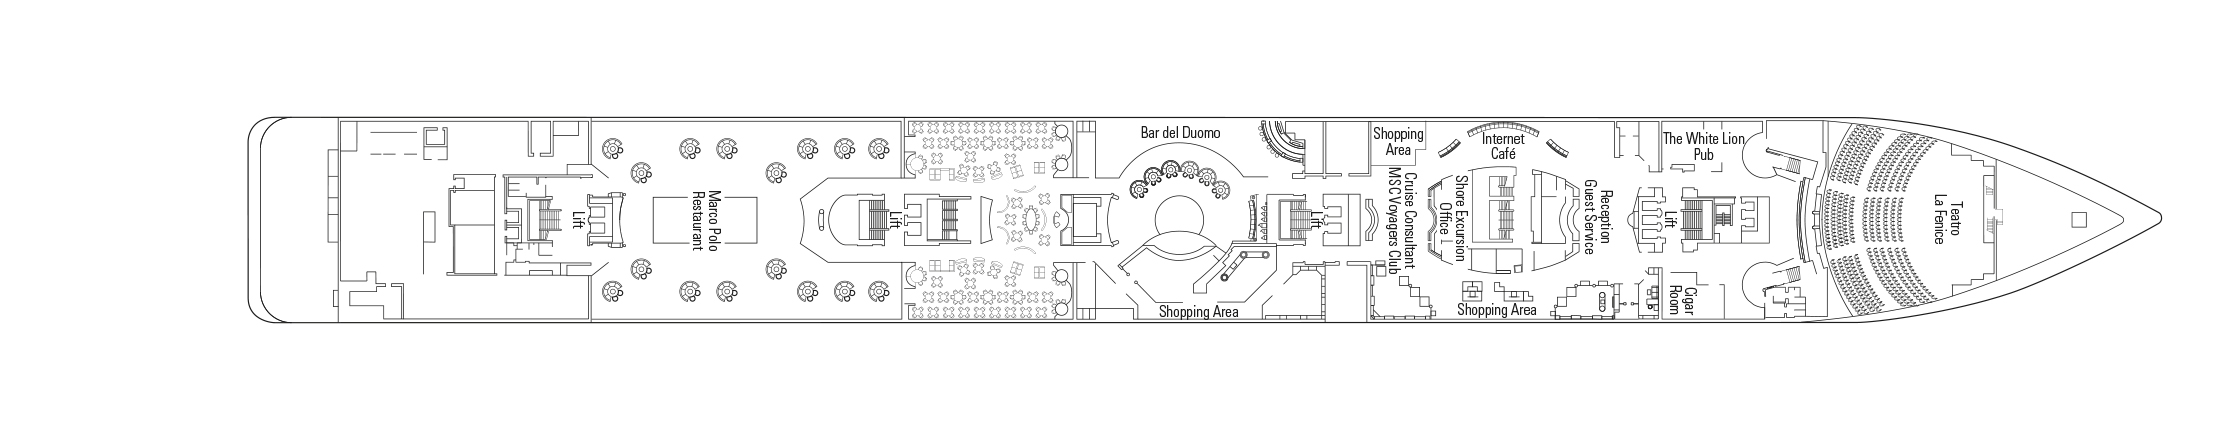 Lift
Marco Polo
Restaurant
Lift
Bar del Duomo
Shopping Area
Lift
Shopping
Area
Cruise Consultant
MSC Voyagers Club
Internet
Café
Shore Excursion
Office
Shopping Area
Reception
Guest Service
Lift
The White Lion
Pub
Cigar
Room
Teatro
La Fenice